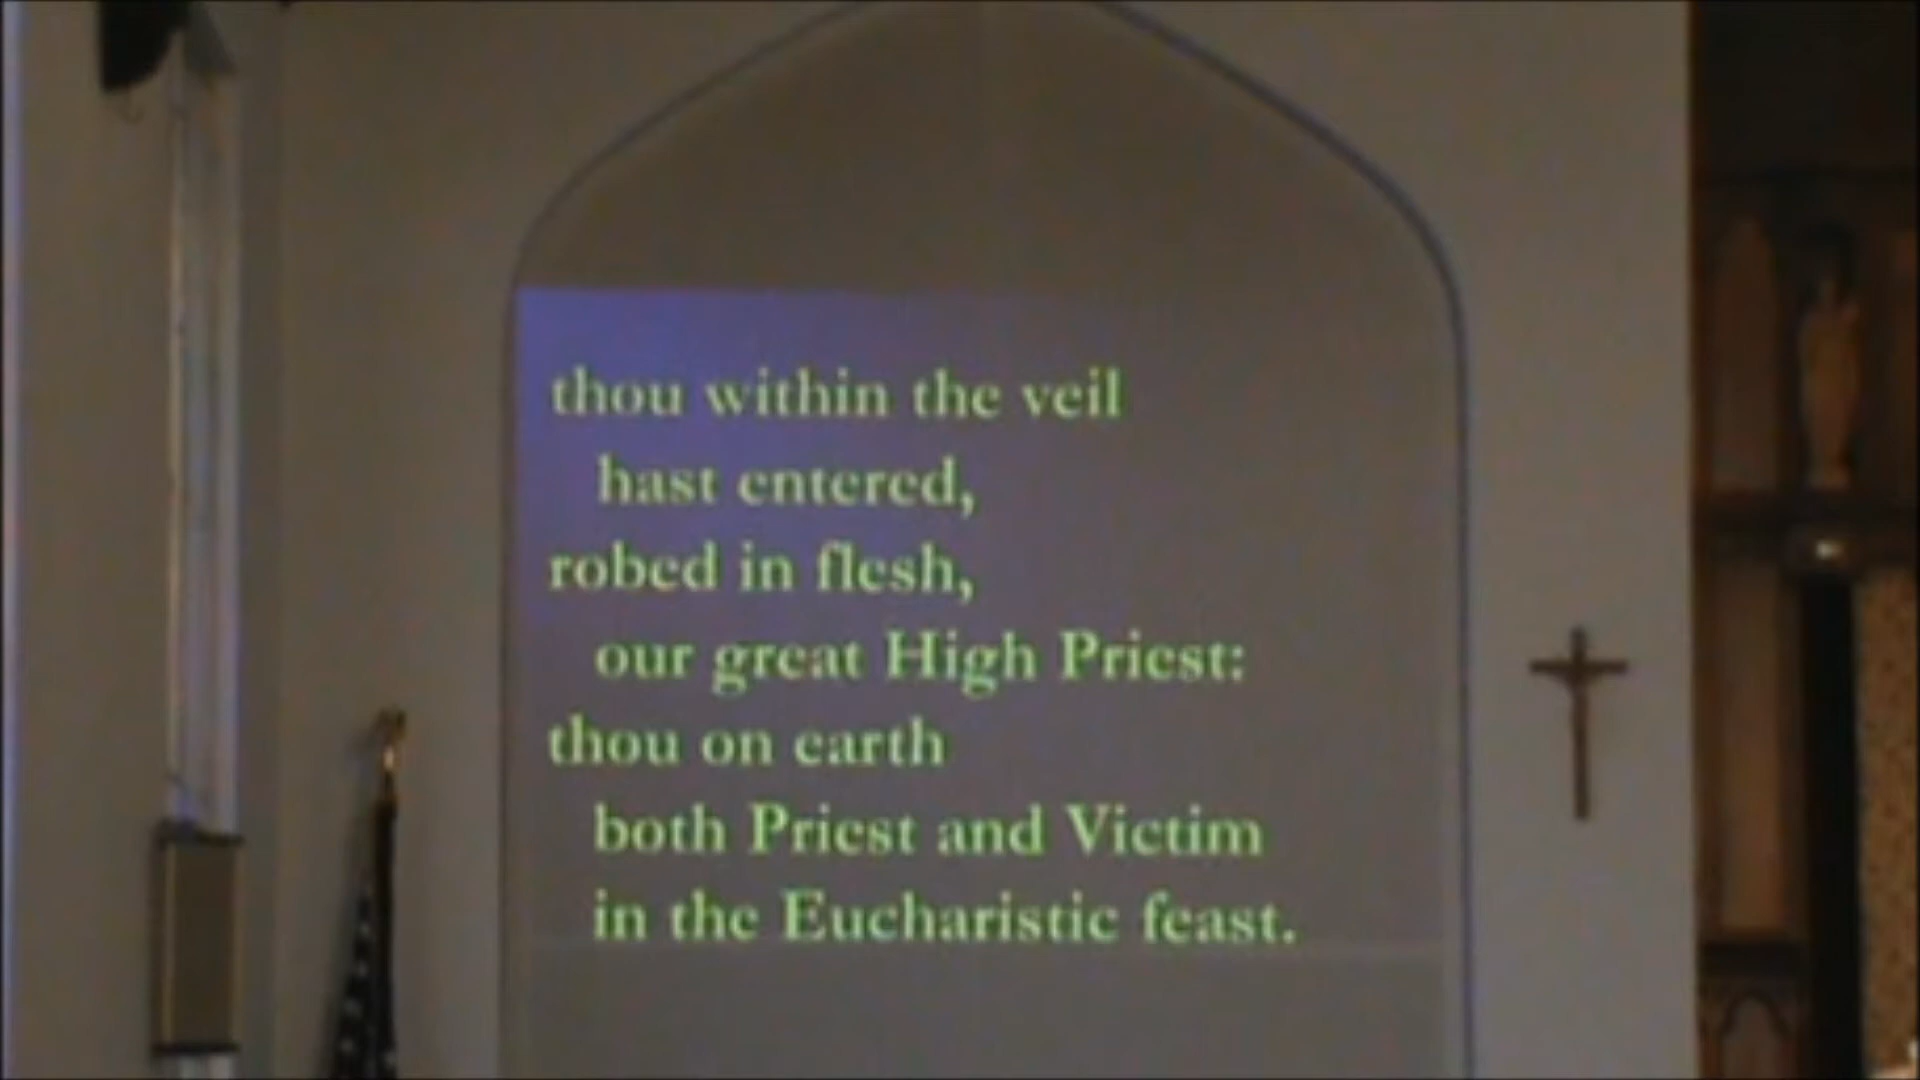 thou within the veil
hast entered,
robed in flesh,
our great High Priest:
thou on earth
both Priest and Victim
in the Eucharistic feast.